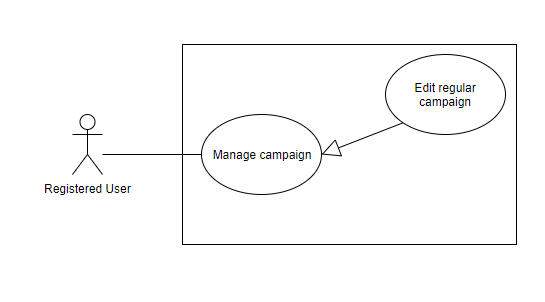 Edit regular
campaign
Manage campaign
Registered User